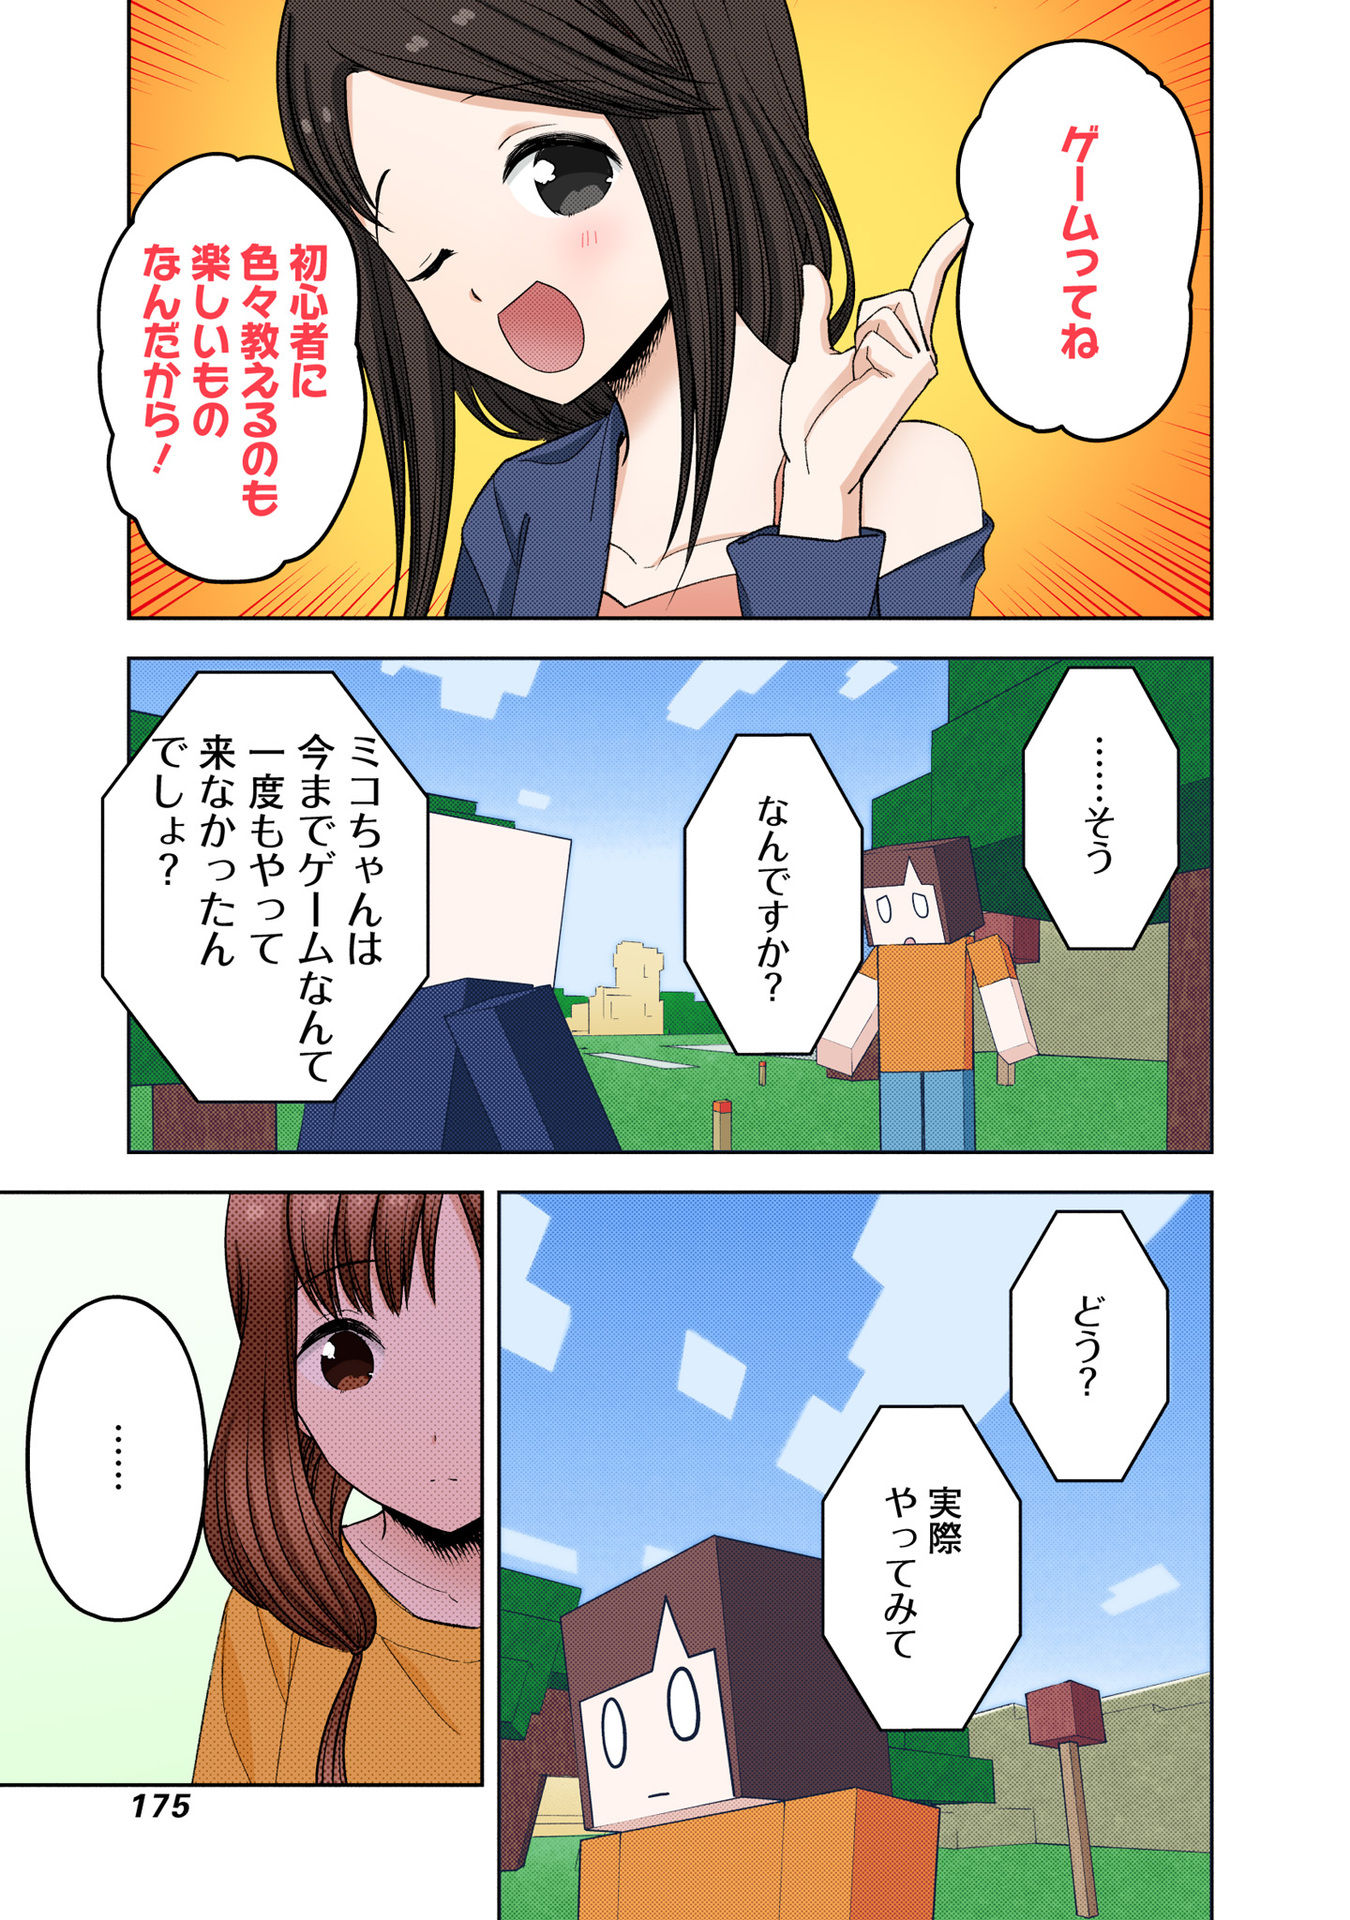 ゲームってね
初心者に
色々教えるのも
楽しいもの
なんだから！
……そう
なんですか？
ミコちゃんは
今までゲームなんて
一度もやって
来なかったん
でしょ？
どう？
実際
やってみて
……
175